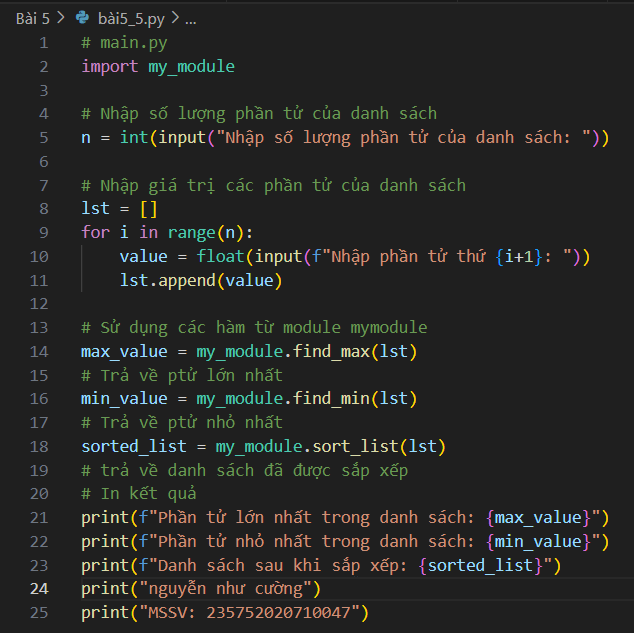 Bài 5 > bài5_5.py > ...
1 # main.py
2 import my_module
3
4 # Nhập số lượng phần tử của danh sách
5 n = int(input("Nhập số lượng phần tử của danh sách: "))
6
7 # Nhập giá trị các phần tử của danh sách
8 lst = []
9 for i in range(n):
10     value = float(input(f"Nhập phần tử thứ {i+1}: "))
11     lst.append(value)
12
13 # Sử dụng các hàm từ module mymodule
14 max_value = my_module.find_max(lst)
15 # Trả về ptử lớn nhất
16 min_value = my_module.find_min(lst)
17 # Trả về ptử nhỏ nhất
18 sorted_list = my_module.sort_list(lst)
19 # trả về danh sách đã được sắp xếp
20 # In kết quả
21 print(f"Phần tử lớn nhất trong danh sách: {max_value}")
22 print(f"Phần tử nhỏ nhất trong danh sách: {min_value}")
23 print(f"Danh sách sau khi sắp xếp: {sorted_list}")
24 print("nguyễn như cường")
25 print("MSSV: 235752020710047")